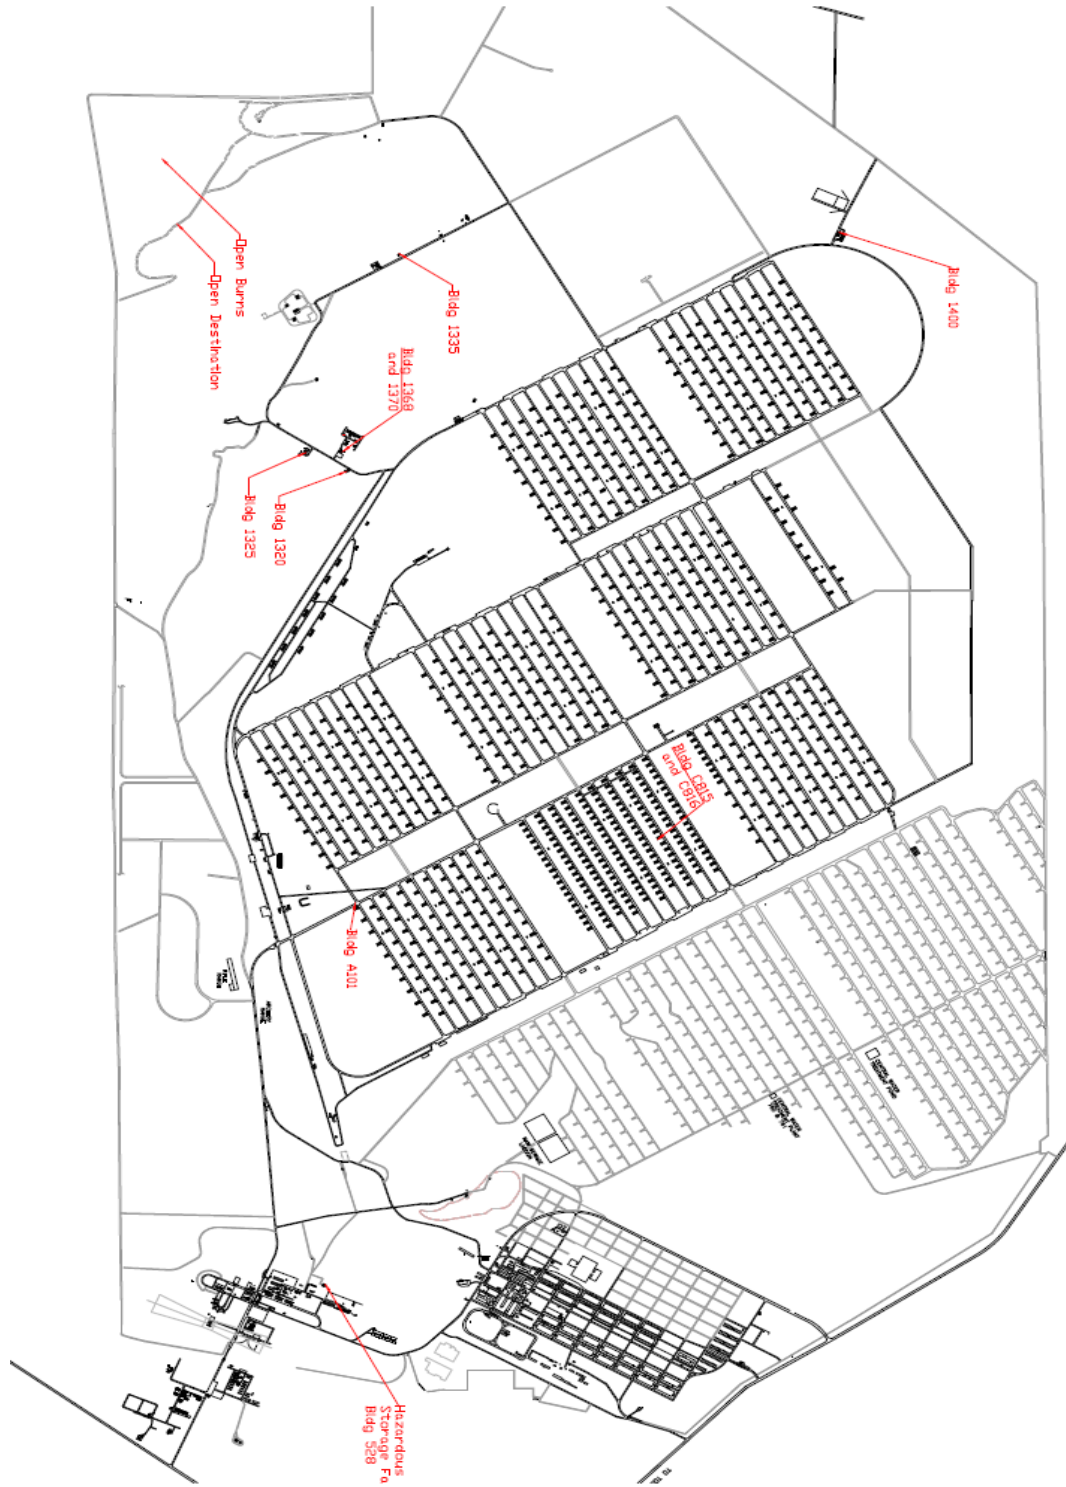 Bldg 1400
Open Burns
Open Destination
Bldg 1335
Bldg 1368
and 1370
Bldg 1320
Bldg 1325
Bldg C815
and C816
Bldg A101
Hazardous
Storage Fa
Bldg 528